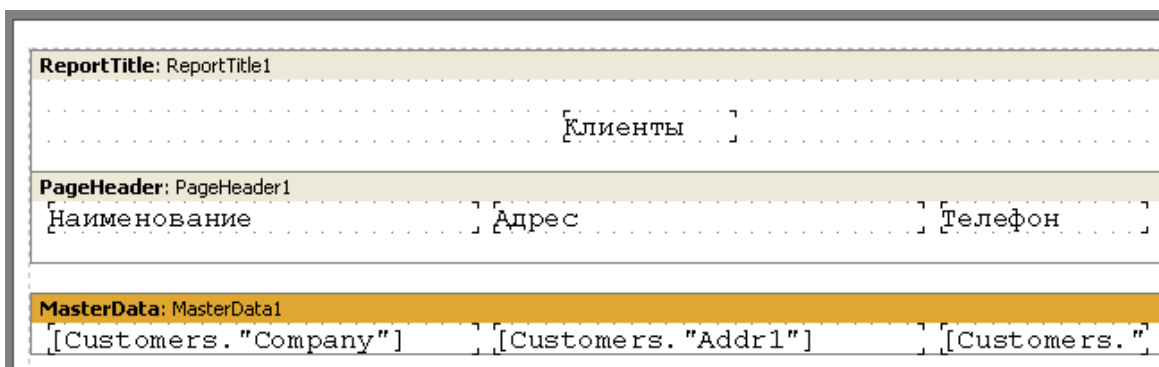 ReportTitle: ReportTitle1
Клиенты
PageHeader: PageHeader1
Наименование Адрес Телефон
MasterData: MasterData1
[Customers."Company"] [Customers."Addr1"] [Customers."